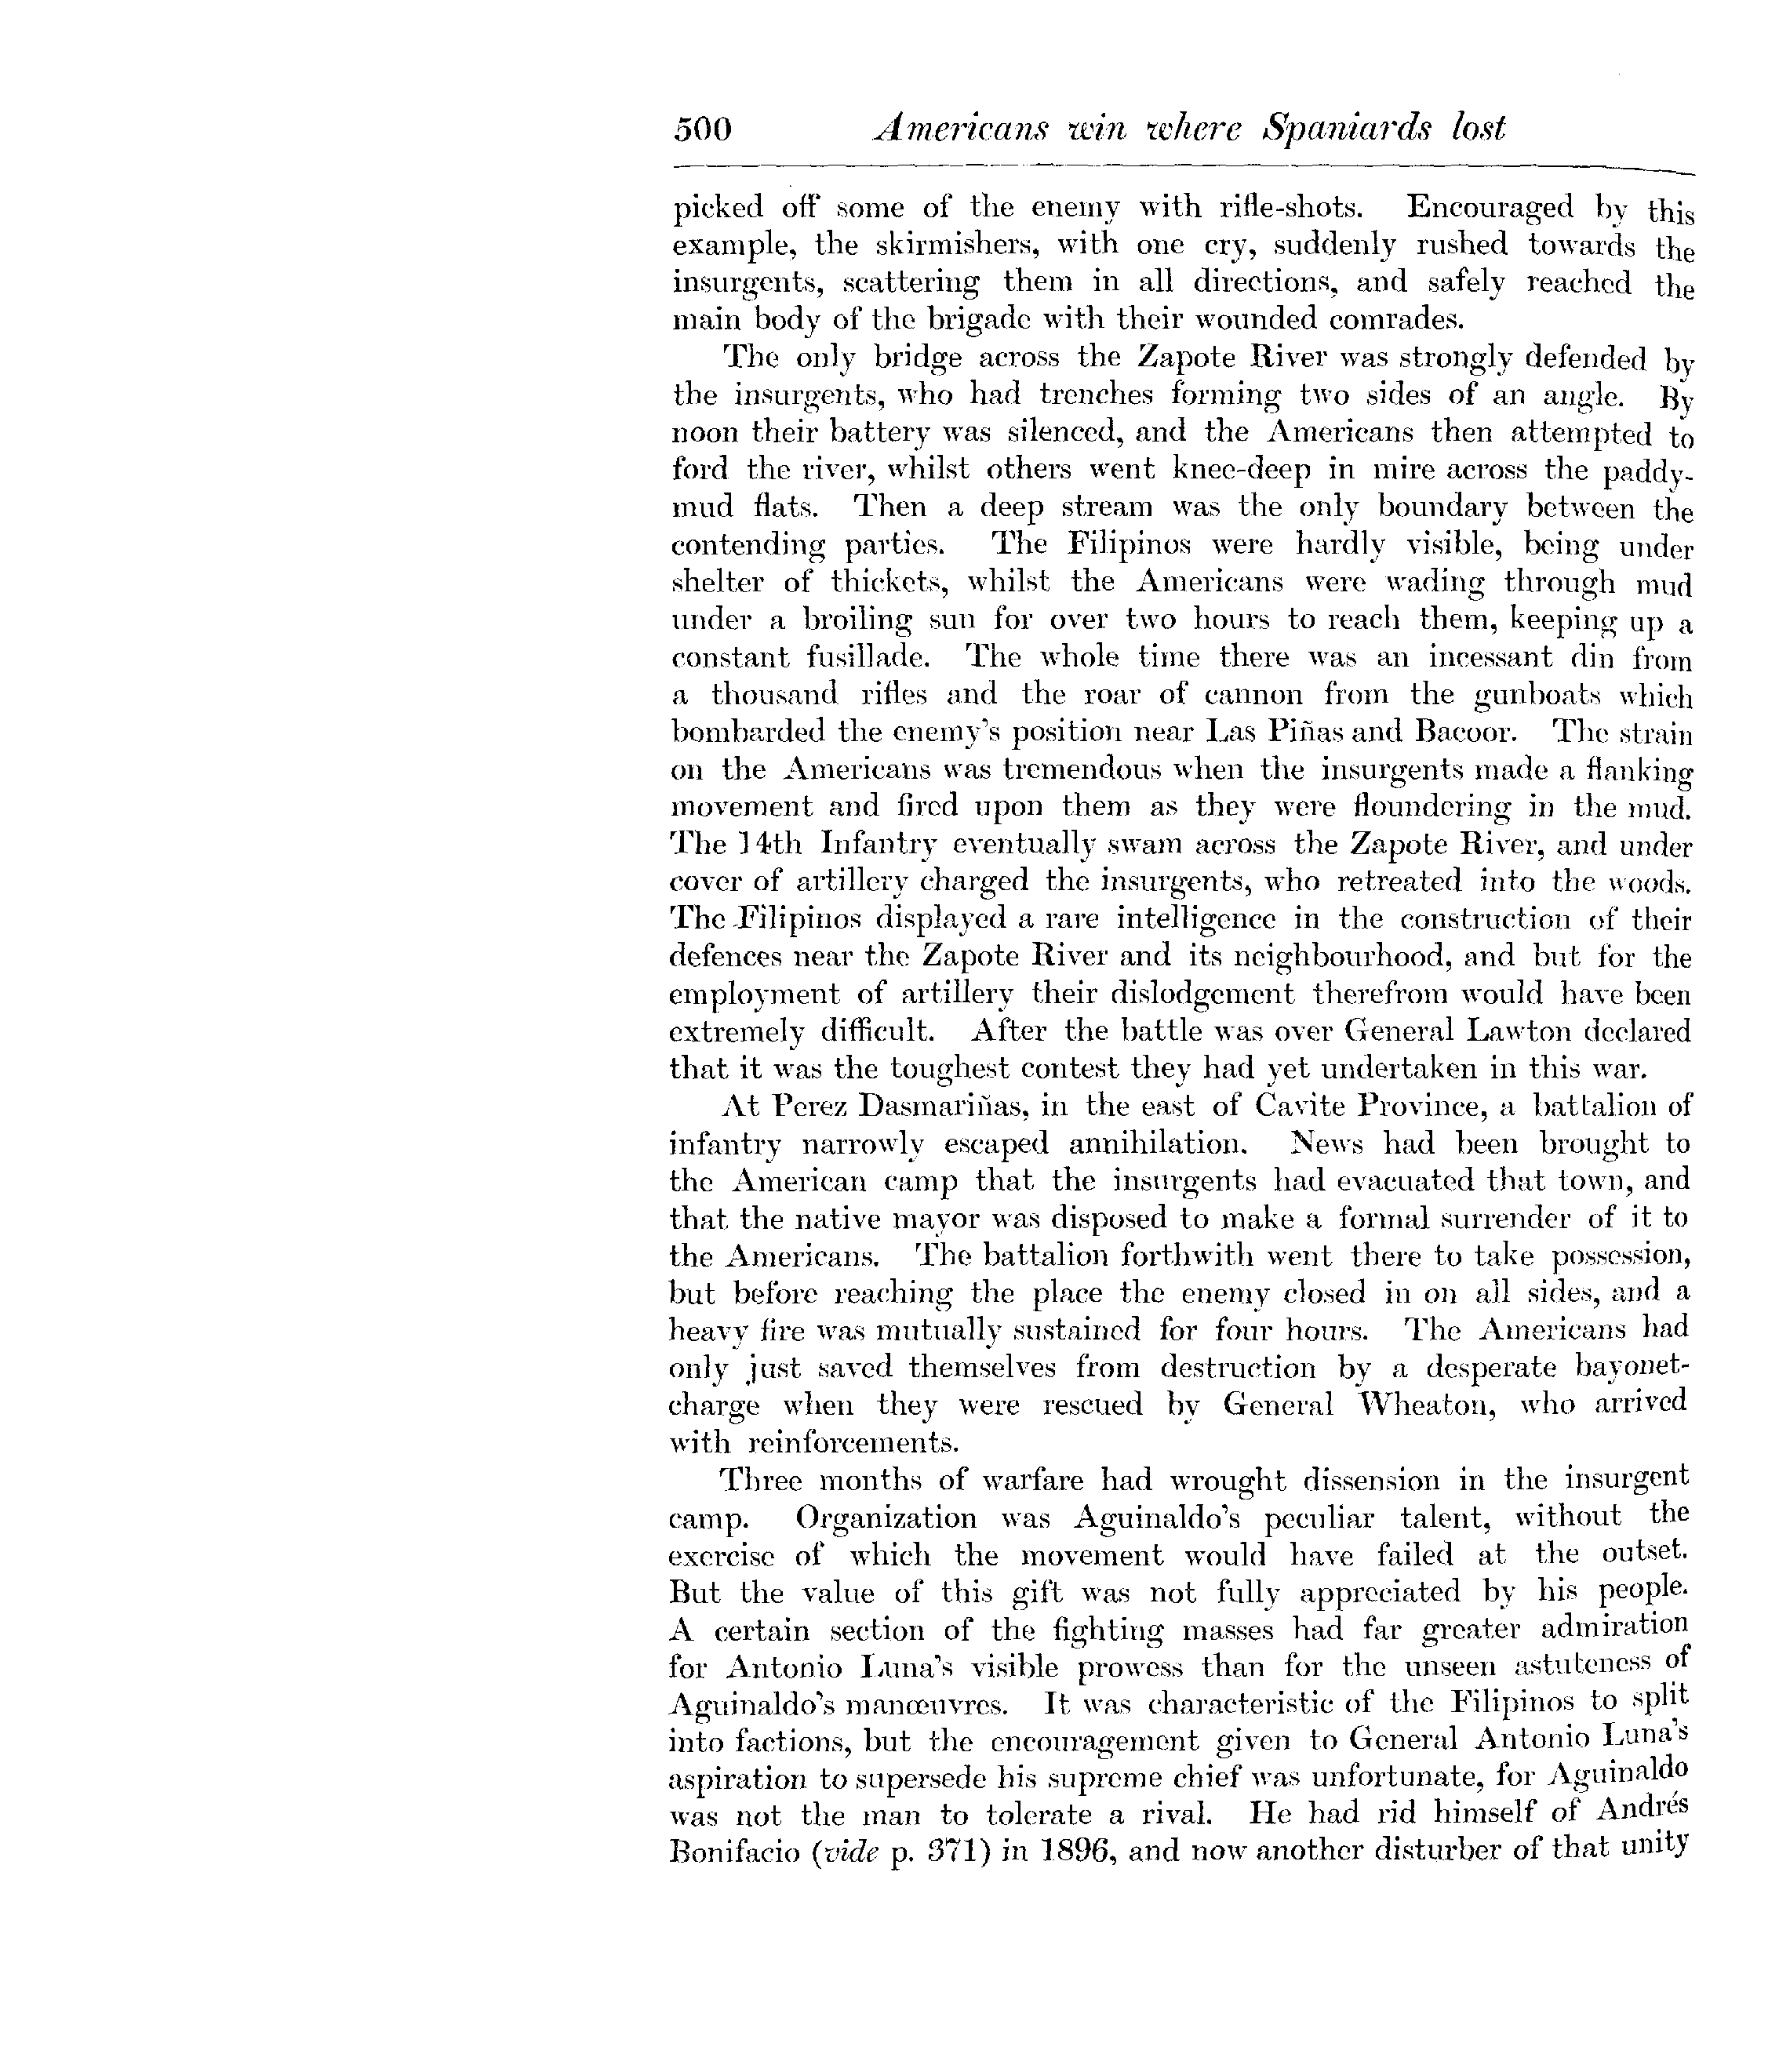 500 Americans win where Spaniards lost
picked off some of the enemy with rifle-shots. Encouraged by this
example, the skirmishers, with one cry, suddenly rushed towards the
insurgents, scattering them in all directions, and safely reached the
main body of the brigade with their wounded comrades.
The only bridge across the Zapote River was strongly defended by
the insurgents, who had trenches forming two sides of an angle. By
noon their battery was silenced, and the Americans then attempted to
ford the river, whilst others went knee-deep in mire across the paddy-
mud flats. Then a deep stream was the only boundary between the
contending parties. The Filipinos were hardly visible, being under
shelter of thickets, whilst the Americans were wading through mud
under a broiling sun for over two hours to reach them, keeping up a
constant fusillade. The whole time there was an incessant din from
a thousand rifles and the roar of cannon from the gunboats which
bombarded the enemy's position near Las Piñas and Bacoor. The strain
on the Americans was tremendous when the insurgents made a flanking
movement and fired upon them as they were floundering in the mud.
The 14th Infantry eventually swam across the Zapote River, and under
cover of artillery charged the insurgents, who retreated into the woods.
The Filipinos displayed a rare intelligence in the construction of their
defences near the Zapote River and its neighbourhood, and but for the
employment of artillery their dislodgement therefrom would have been
extremely difficult. After the battle was over General Lawton declared
that it was the toughest contest they had yet undertaken in this war.
At Perez Dasmariñas, in the east of Cavite Province, a battalion of
infantry narrowly escaped annihilation. News had been brought to
the American camp that the insurgents had evacuated that town, and
that the native mayor was disposed to make a formal surrender of it to
the Americans. The battalion forthwith went there to take possession,
but before reaching the place the enemy closed in on all sides, and a
heavy fire was mutually sustained for four hours. The Americans had
only just saved themselves from destruction by a desperate bayonet-
charge when they were rescued by General Wheaton, who arrived
with reinforcements.
Three months of warfare had wrought dissension in the insurgent
camp. Organization was Aguinaldo's peculiar talent, without the
exercise of which the movement would have failed at the outset.
But the value of this gift was not fully appreciated by his people.
A certain section of the fighting masses had far greater admiration
for Antonio Luna's visible prowess than for the unseen astuteness of
Aguinaldo's manœuvres. It was characteristic of the Filipinos to split
into factions, but the encouragement given to General Antonio Luna's
aspiration to supersede his supreme chief was unfortunate, for Aguinaldo
was not the man to tolerate a rival. He had rid himself of Andrés
Bonifacio (vide p. 371) in 1896, and now another disturber of that unity